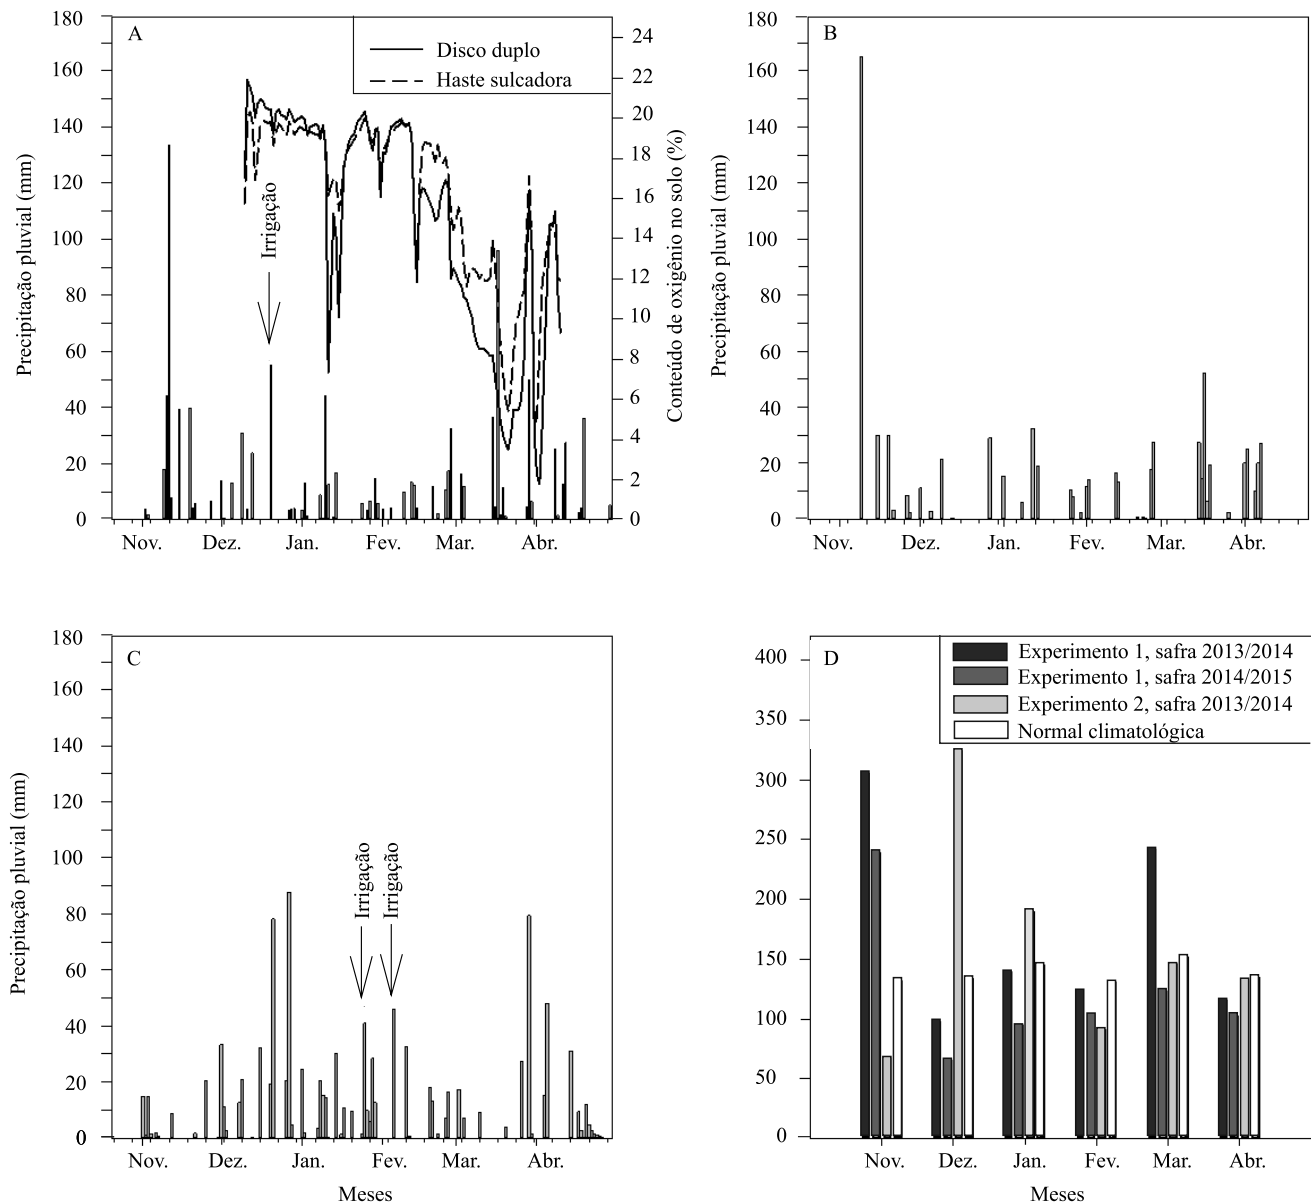 A
Disco duplo
Haste sulcadora
Precipitação pluvial (mm)
180
160
140
120
100
80
60
40
20
0
Irrigação
Conteúdo de oxigênio no solo (%)
24
22
20
18
16
14
12
10
8
6
4
2
0
Nov. Dez. Jan. Fev. Mar. Abr.
B
Precipitação pluvial (mm)
180
160
140
120
100
80
60
40
20
0
Nov. Dez. Jan. Fev. Mar. Abr.
C
Precipitação pluvial (mm)
180
160
140
120
100
80
60
40
20
0
Irrigação
Irrigação
Nov. Dez. Jan. Fev. Mar. Abr.
Meses
D
Experimento 1, safra 2013/2014
Experimento 1, safra 2014/2015
Experimento 2, safra 2013/2014
Normal climatológica
400
350
300
250
200
150
100
50
0
Nov. Dez. Jan. Fev. Mar. Abr.
Meses